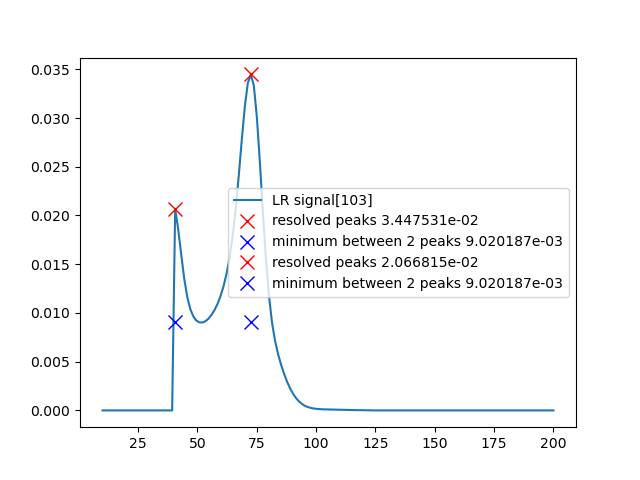 0.035
0.030
0.025
0.020
0.015
0.010
0.005
0.000
LR signal[103]
resolved peaks 3.447531e-02
minimum between 2 peaks 9.020187e-03
resolved peaks 2.066815e-02
minimum between 2 peaks 9.020187e-03
25 50 75 100 125 150 175 200